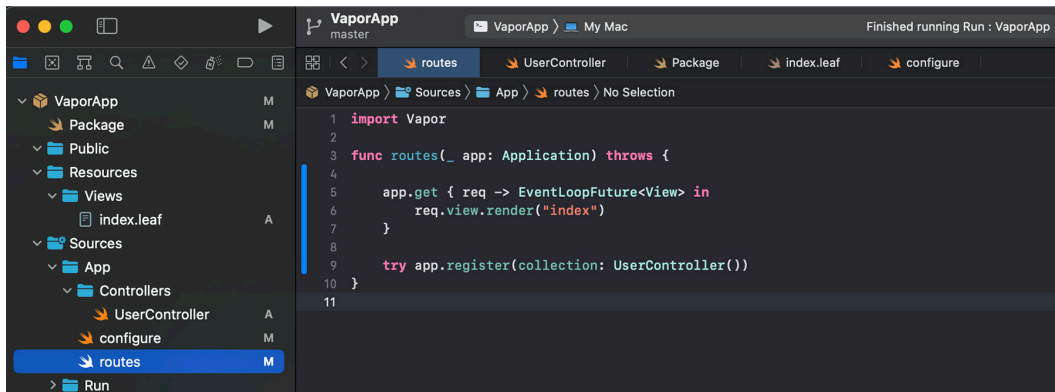 VaporApp
master
VaporApp 〉 My Mac
Finished running Run : VaporApp
routes
UserController
Package
index.leaf
configure
VaporApp 〉 Sources 〉 App 〉 routes 〉 No Selection
VaporApp M
Package M
Public
Resources
Views
index.leaf A
Sources
App
Controllers
UserController A
configure M
routes M
Run
1 import Vapor
2
3 func routes(_ app: Application) throws {
4
5 app.get { req -> EventLoopFuture<View> in
6 req.view.render("index")
7 }
8
9 try app.register(collection: UserController())
10 }
11